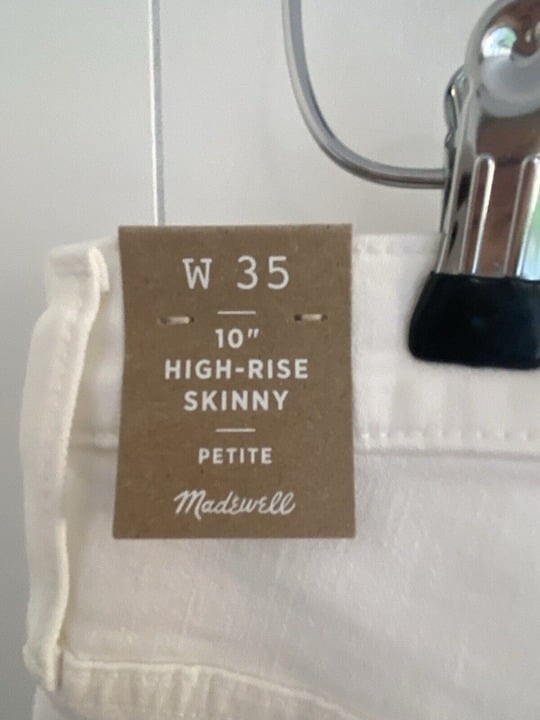 W 35
10"
HIGH-RISE
SKINNY
PETITE
Madewell